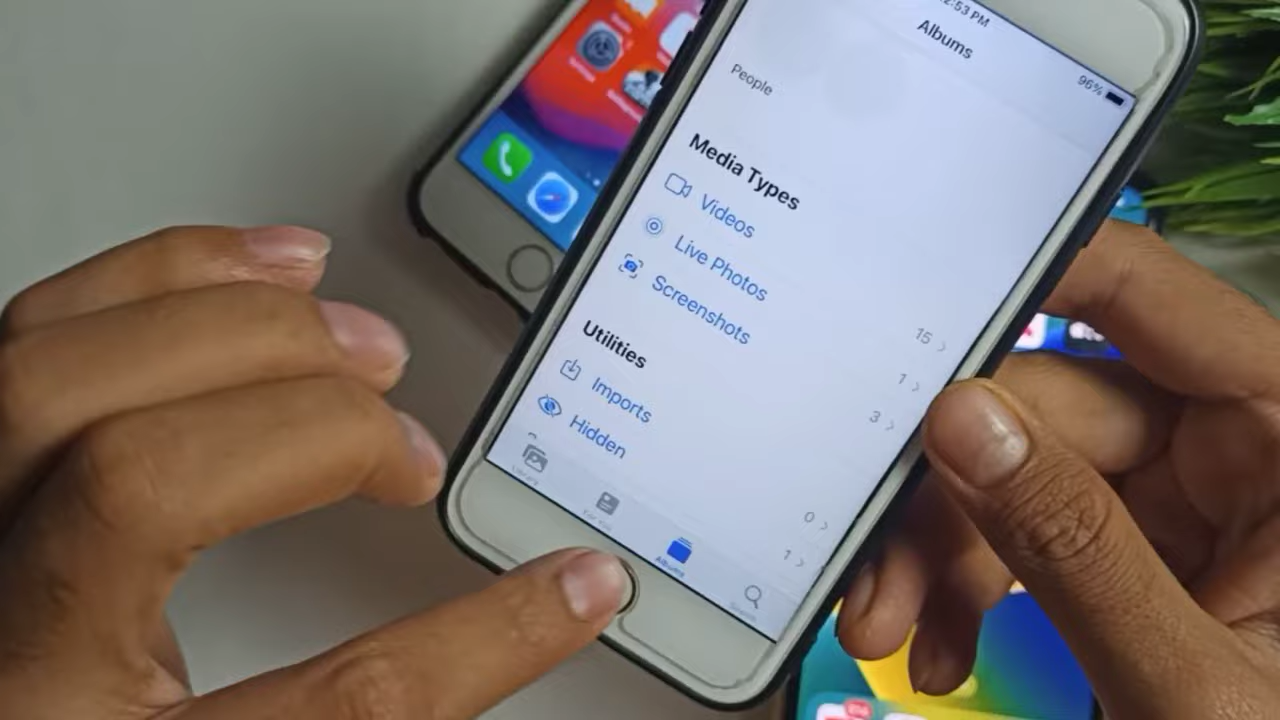 2:53 PM
Albums
96%
People
Media Types
Videos
15
Live Photos
1
Screenshots
3
Utilities
Imports
0
Hidden
1
Albums